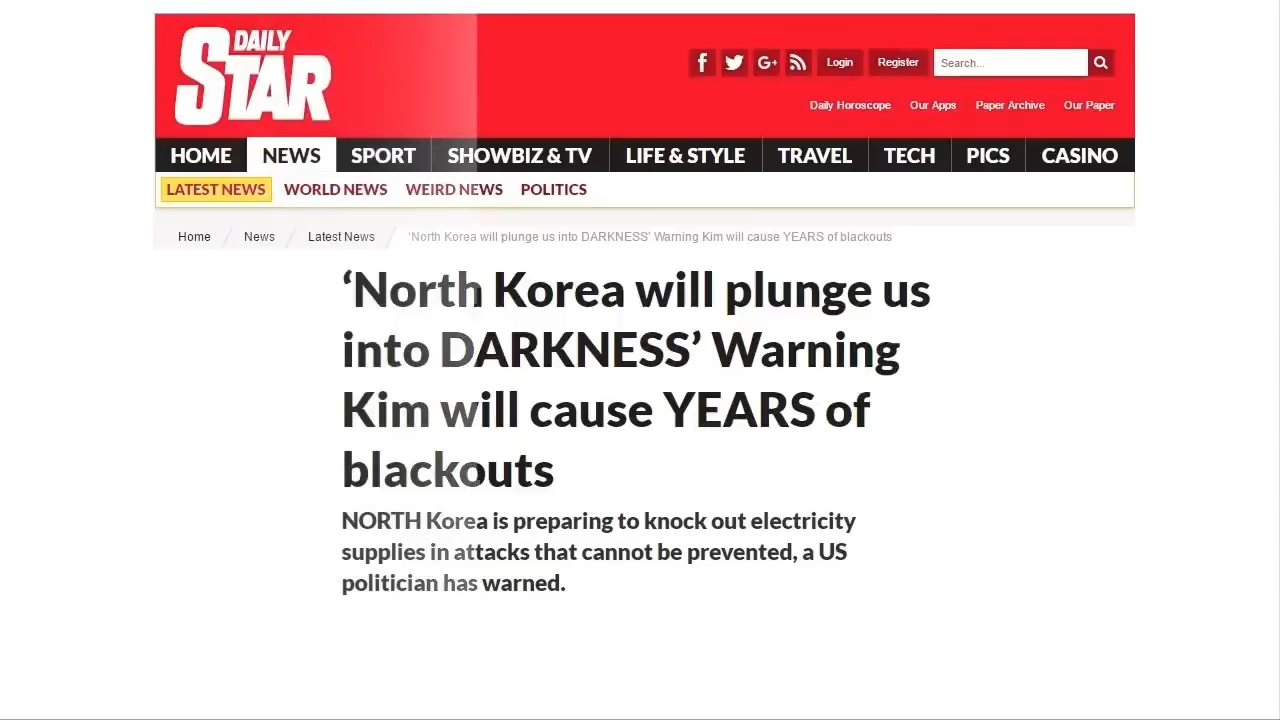 DAILY
STAR
Login Register Search...
Daily Horoscope Our Apps Paper Archive Our Paper
HOME NEWS SPORT SHOWBIZ & TV LIFE & STYLE TRAVEL TECH PICS CASINO
LATEST NEWS WORLD NEWS WEIRD NEWS POLITICS
Home News Latest News 'North Korea will plunge us into DARKNESS' Warning Kim will cause YEARS of blackouts
‘North Korea will plunge us
into DARKNESS’ Warning
Kim will cause YEARS of
blackouts
NORTH Korea is preparing to knock out electricity
supplies in attacks that cannot be prevented, a US
politician has warned.